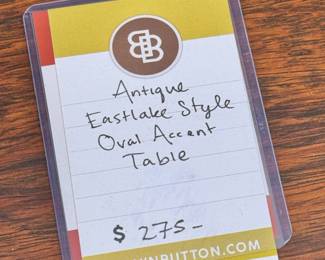 Antique
Eastlake Style
Oval Accent
Table
$ 275-